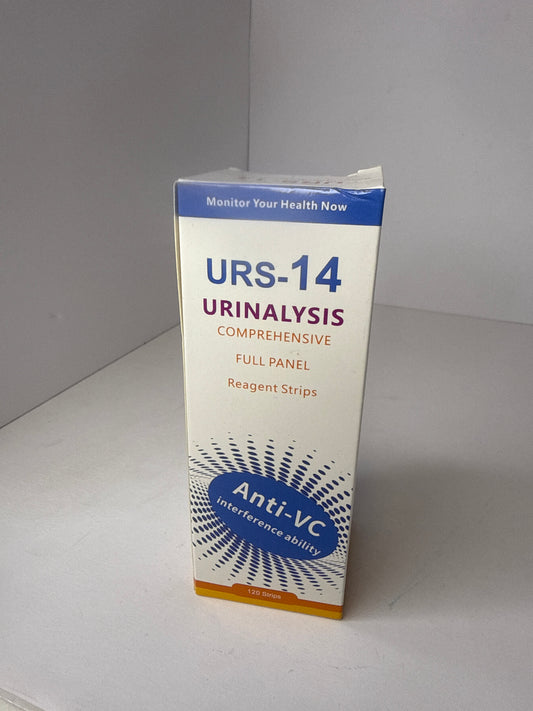 Monitor Your Health Now
URS-14
URINALYSIS
COMPREHENSIVE
FULL PANEL
Reagent Strips
Anti-VC
interference ability
120 Strips